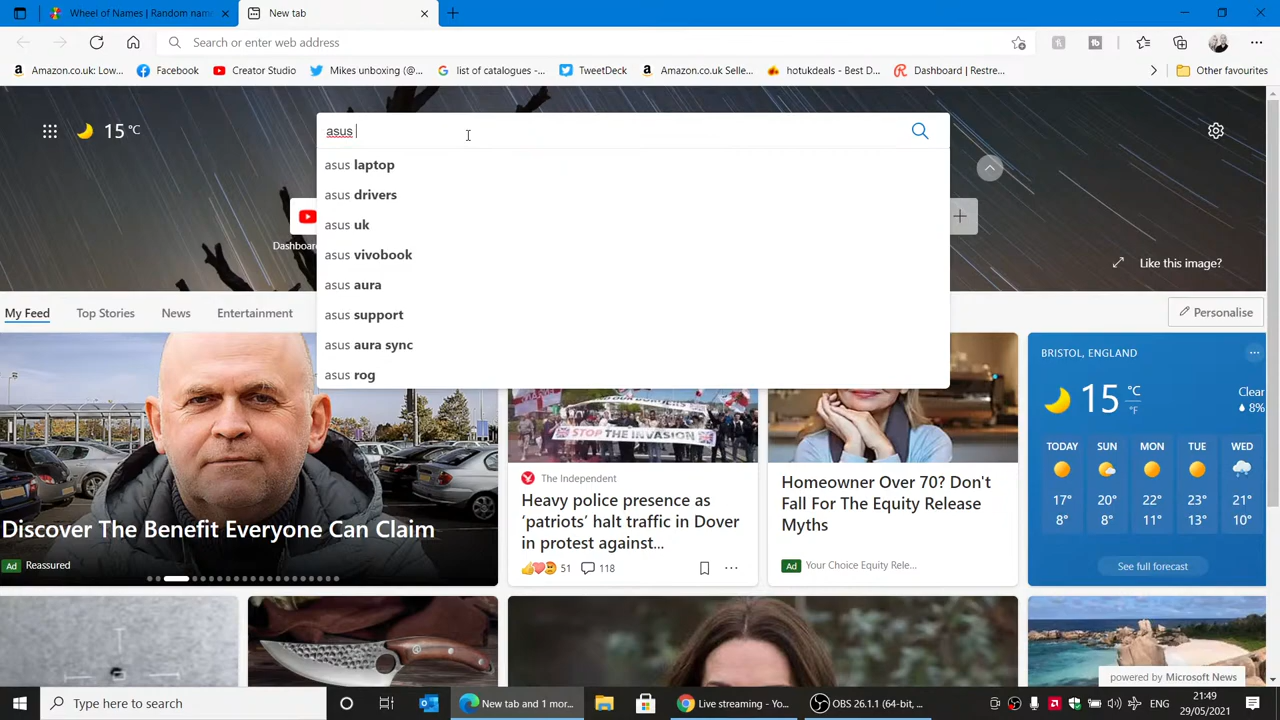 Wheel of Names | Random nam
New tab
Search or enter web address
Amazon.co.uk: Low...
Facebook
Creator Studio
Mikes unboxing (@...
list of catalogues -...
TweetDeck
Amazon.co.uk Selle...
hotukdeals - Best D...
Dashboard | Restre...
Other favourites
15 °C
asus
asus laptop
asus drivers
asus uk
asus vivobook
asus aura
asus support
asus aura sync
asus rog
Dashboar
Like this image?
My Feed
Top Stories
News
Entertainment
Personalise
Discover The Benefit Everyone Can Claim
Ad Reassured
STOP THE INVASION
The Independent
Heavy police presence as
‘patriots’ halt traffic in Dover
in protest against...
51
118
Homeowner Over 70? Don't
Fall For The Equity Release
Myths
Ad Your Choice Equity Rele...
BRISTOL, ENGLAND
15 °C
°F
Clear
8%
TODAY SUN MON TUE WED
17° 20° 22° 23° 21°
8° 8° 11° 13° 10°
See full forecast
powered by Microsoft News
Type here to search
New tab and 1 mor...
Live streaming - Yo...
OBS 26.1.1 (64-bit, ...
ENG
21:49
29/05/2021